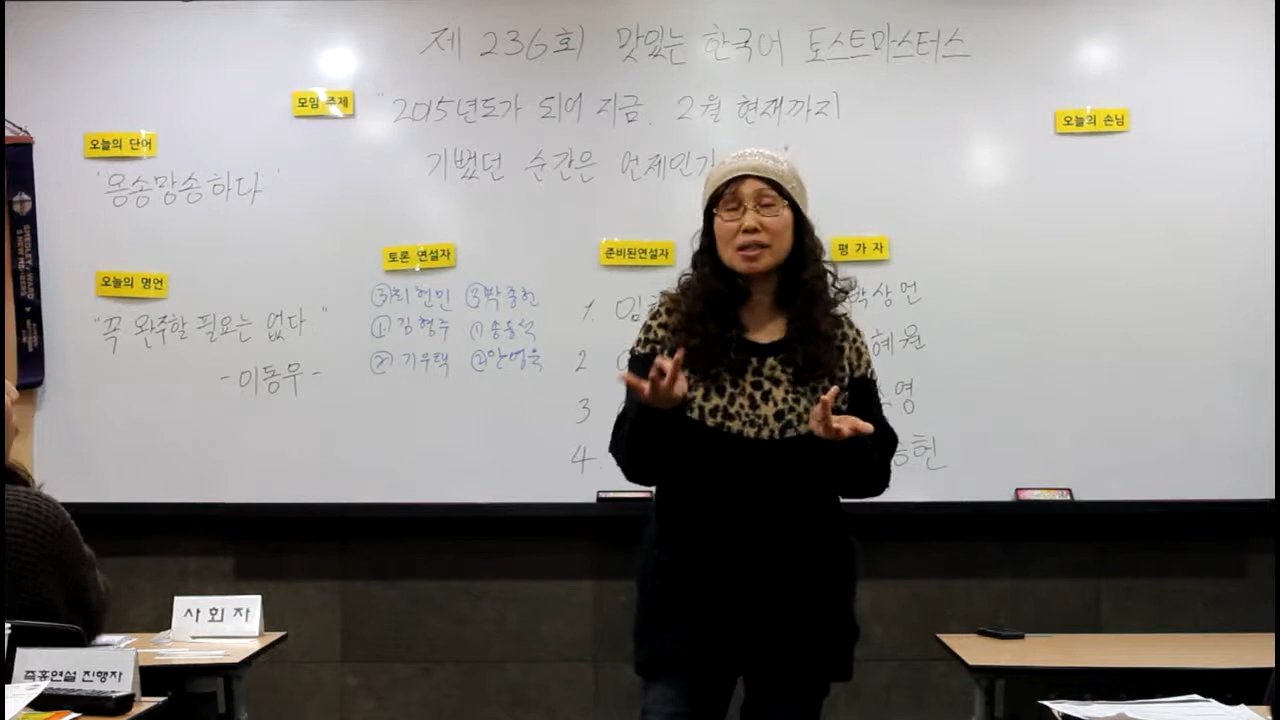 제 236회 맛있는 한국어 토스트마스터스
모임 주제
"2015년도가 되어 지금, 2월 현재까지
기뻤던 순간은 언제인가
오늘의 손님
오늘의 단어
'옹송망송하다'
오늘의 명언
"꼭 완주할 필요는 없다."
-이동우-
토론 연설자
③최현민 ③박종헌
①김형주 ①송용석
②기우택 ②안영은
준비된연설자
1. 임
2
3
4.
평가자
박상언
혜원
영
헌
사회자
즉흥연설 진행자